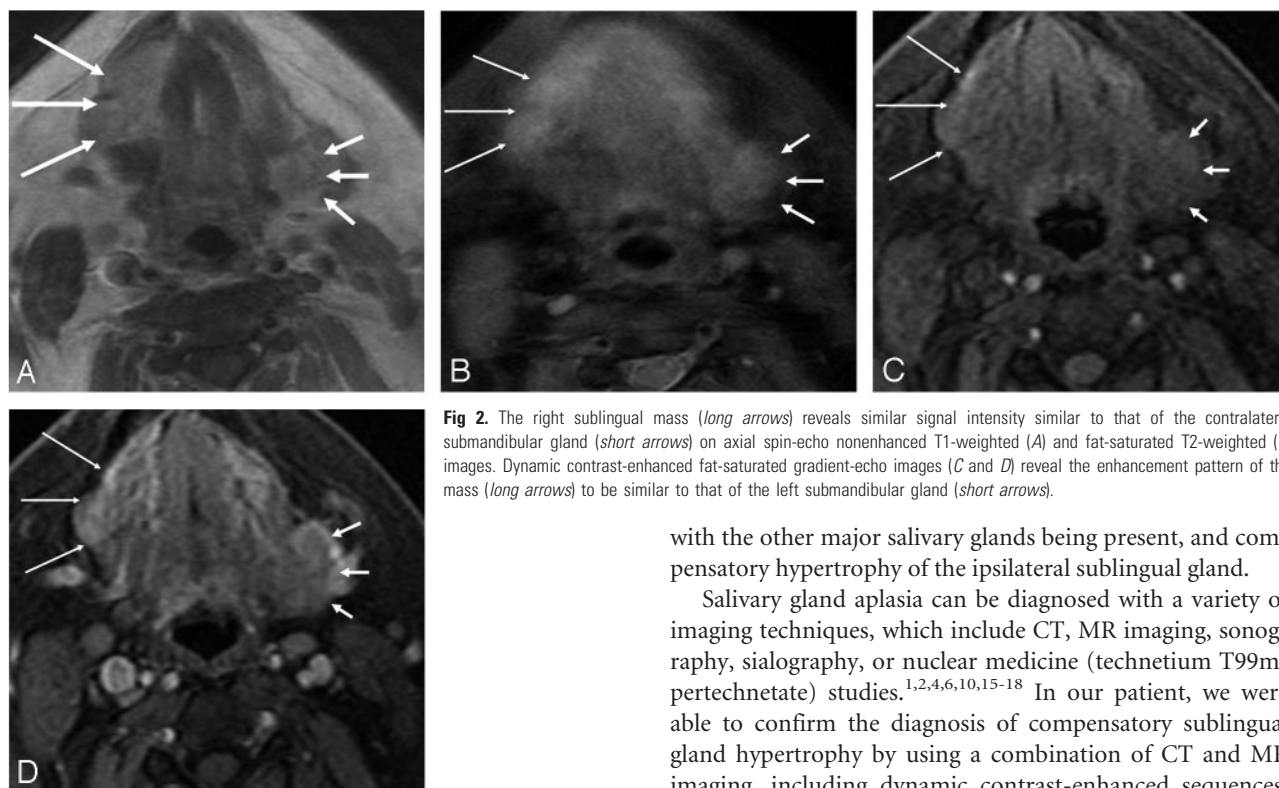 A
B
C
Fig 2. The right sublingual mass (long arrows) reveals similar signal intensity similar to that of the contralater
submandibular gland (short arrows) on axial spin-echo nonenhanced T1-weighted (A) and fat-saturated T2-weighted (
images. Dynamic contrast-enhanced fat-saturated gradient-echo images (C and D) reveal the enhancement pattern of th
mass (long arrows) to be similar to that of the left submandibular gland (short arrows).
D
with the other major salivary glands being present, and com-
pensatory hypertrophy of the ipsilateral sublingual gland.
Salivary gland aplasia can be diagnosed with a variety o
imaging techniques, which include CT, MR imaging, sonog-
raphy, sialography, or nuclear medicine (technetium T99m
pertechnetate) studies.1,2,4,6,10,15-18 In our patient, we wer
able to confirm the diagnosis of compensatory sublingua
gland hypertrophy by using a combination of CT and MR
imaging, including dynamic contrast-enhanced sequences